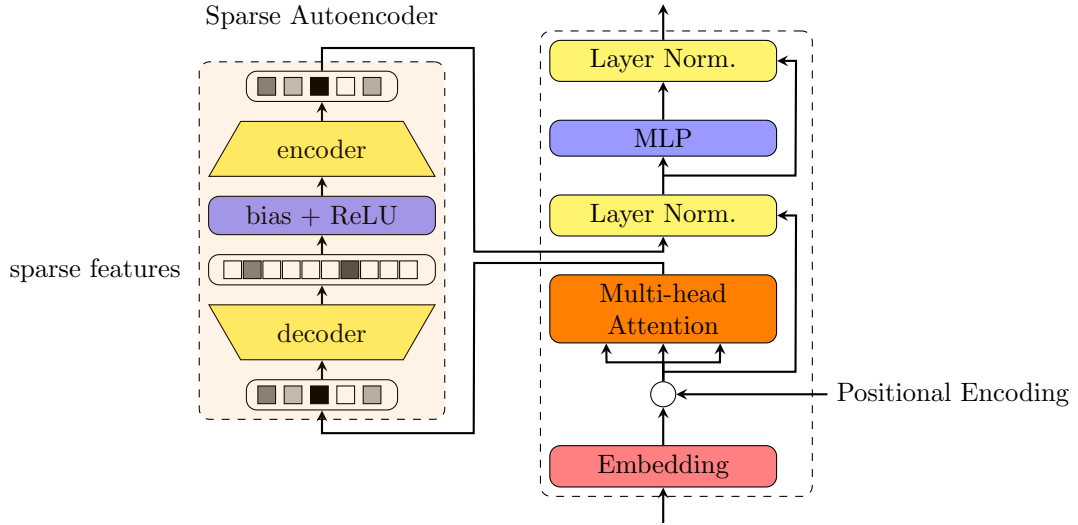 Sparse Autoencoder
encoder
bias + ReLU
sparse features
decoder
Layer Norm.
MLP
Layer Norm.
Multi-head
Attention
Positional Encoding
Embedding